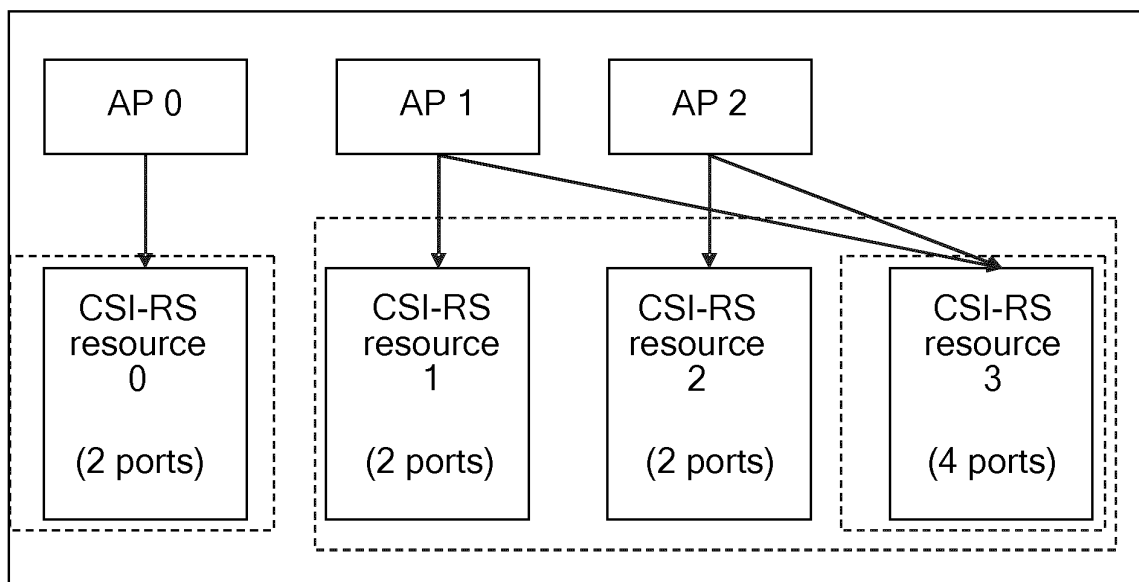 AP 0
AP 1
AP 2
CSI-RS
resource
0
(2 ports)
CSI-RS
resource
1
(2 ports)
CSI-RS
resource
2
(2 ports)
CSI-RS
resource
3
(4 ports)